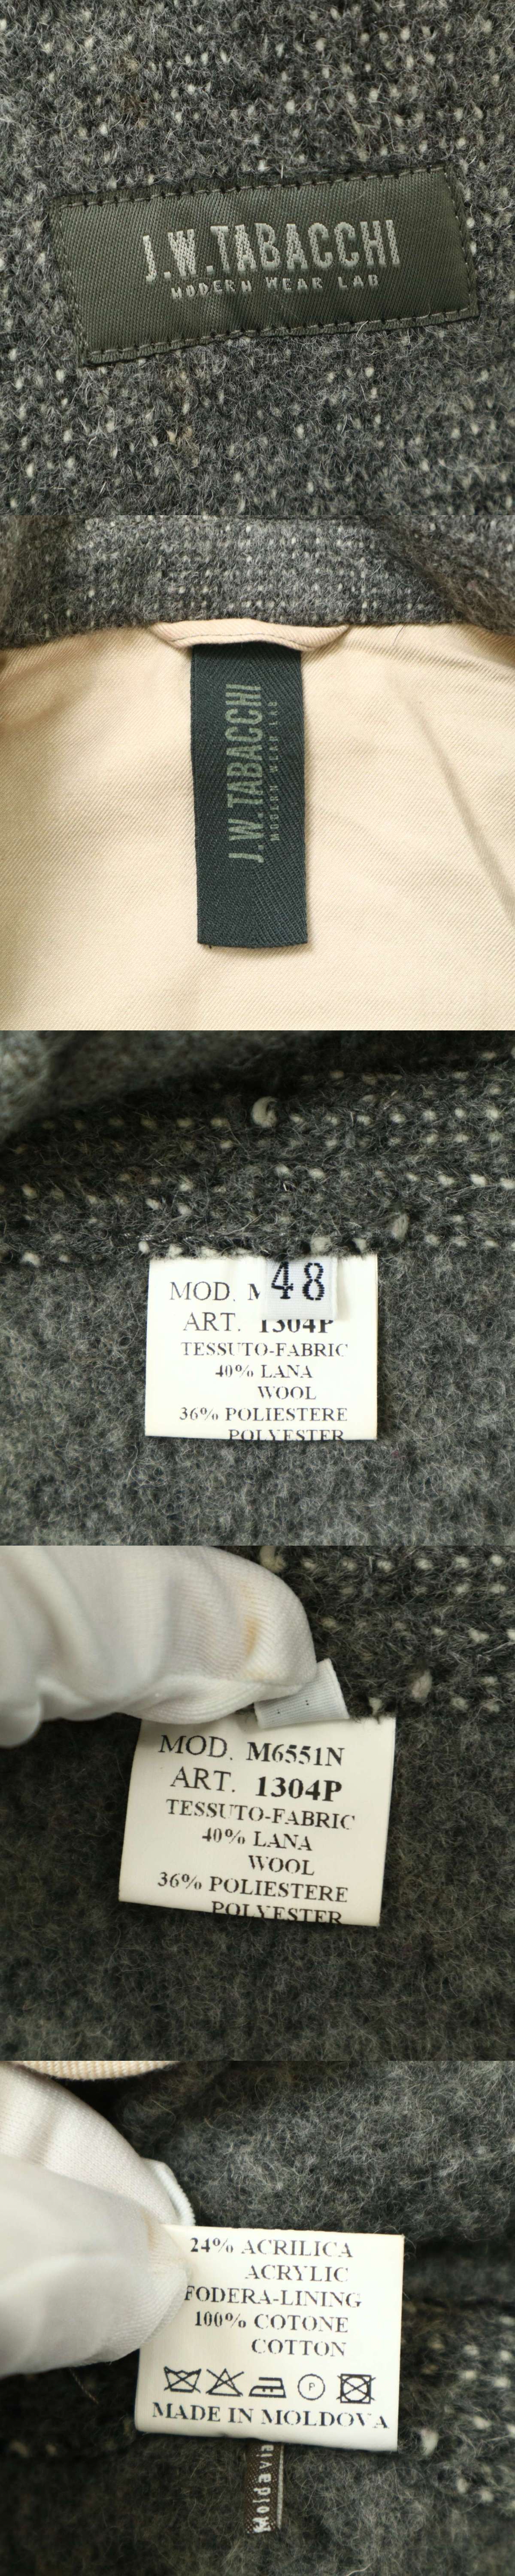 J.W.TABACCHI
MODERN WEAR LAB
J.W.TABACCHI
MODERN WEAR LAB
48
MOD. M
ART. 1304P
TESSUTO-FABRIC
40% LANA
WOOL
36% POLIESTERE
POLYESTER
MOD. M6551N
ART. 1304P
TESSUTO-FABRIC
40% LANA
WOOL
36% POLIESTERE
POLYESTER
24% ACRILICA
ACRYLIC
FODERA-LINING
100% COTONE
COTTON
P
MADE IN MOLDOVA
Moldavia